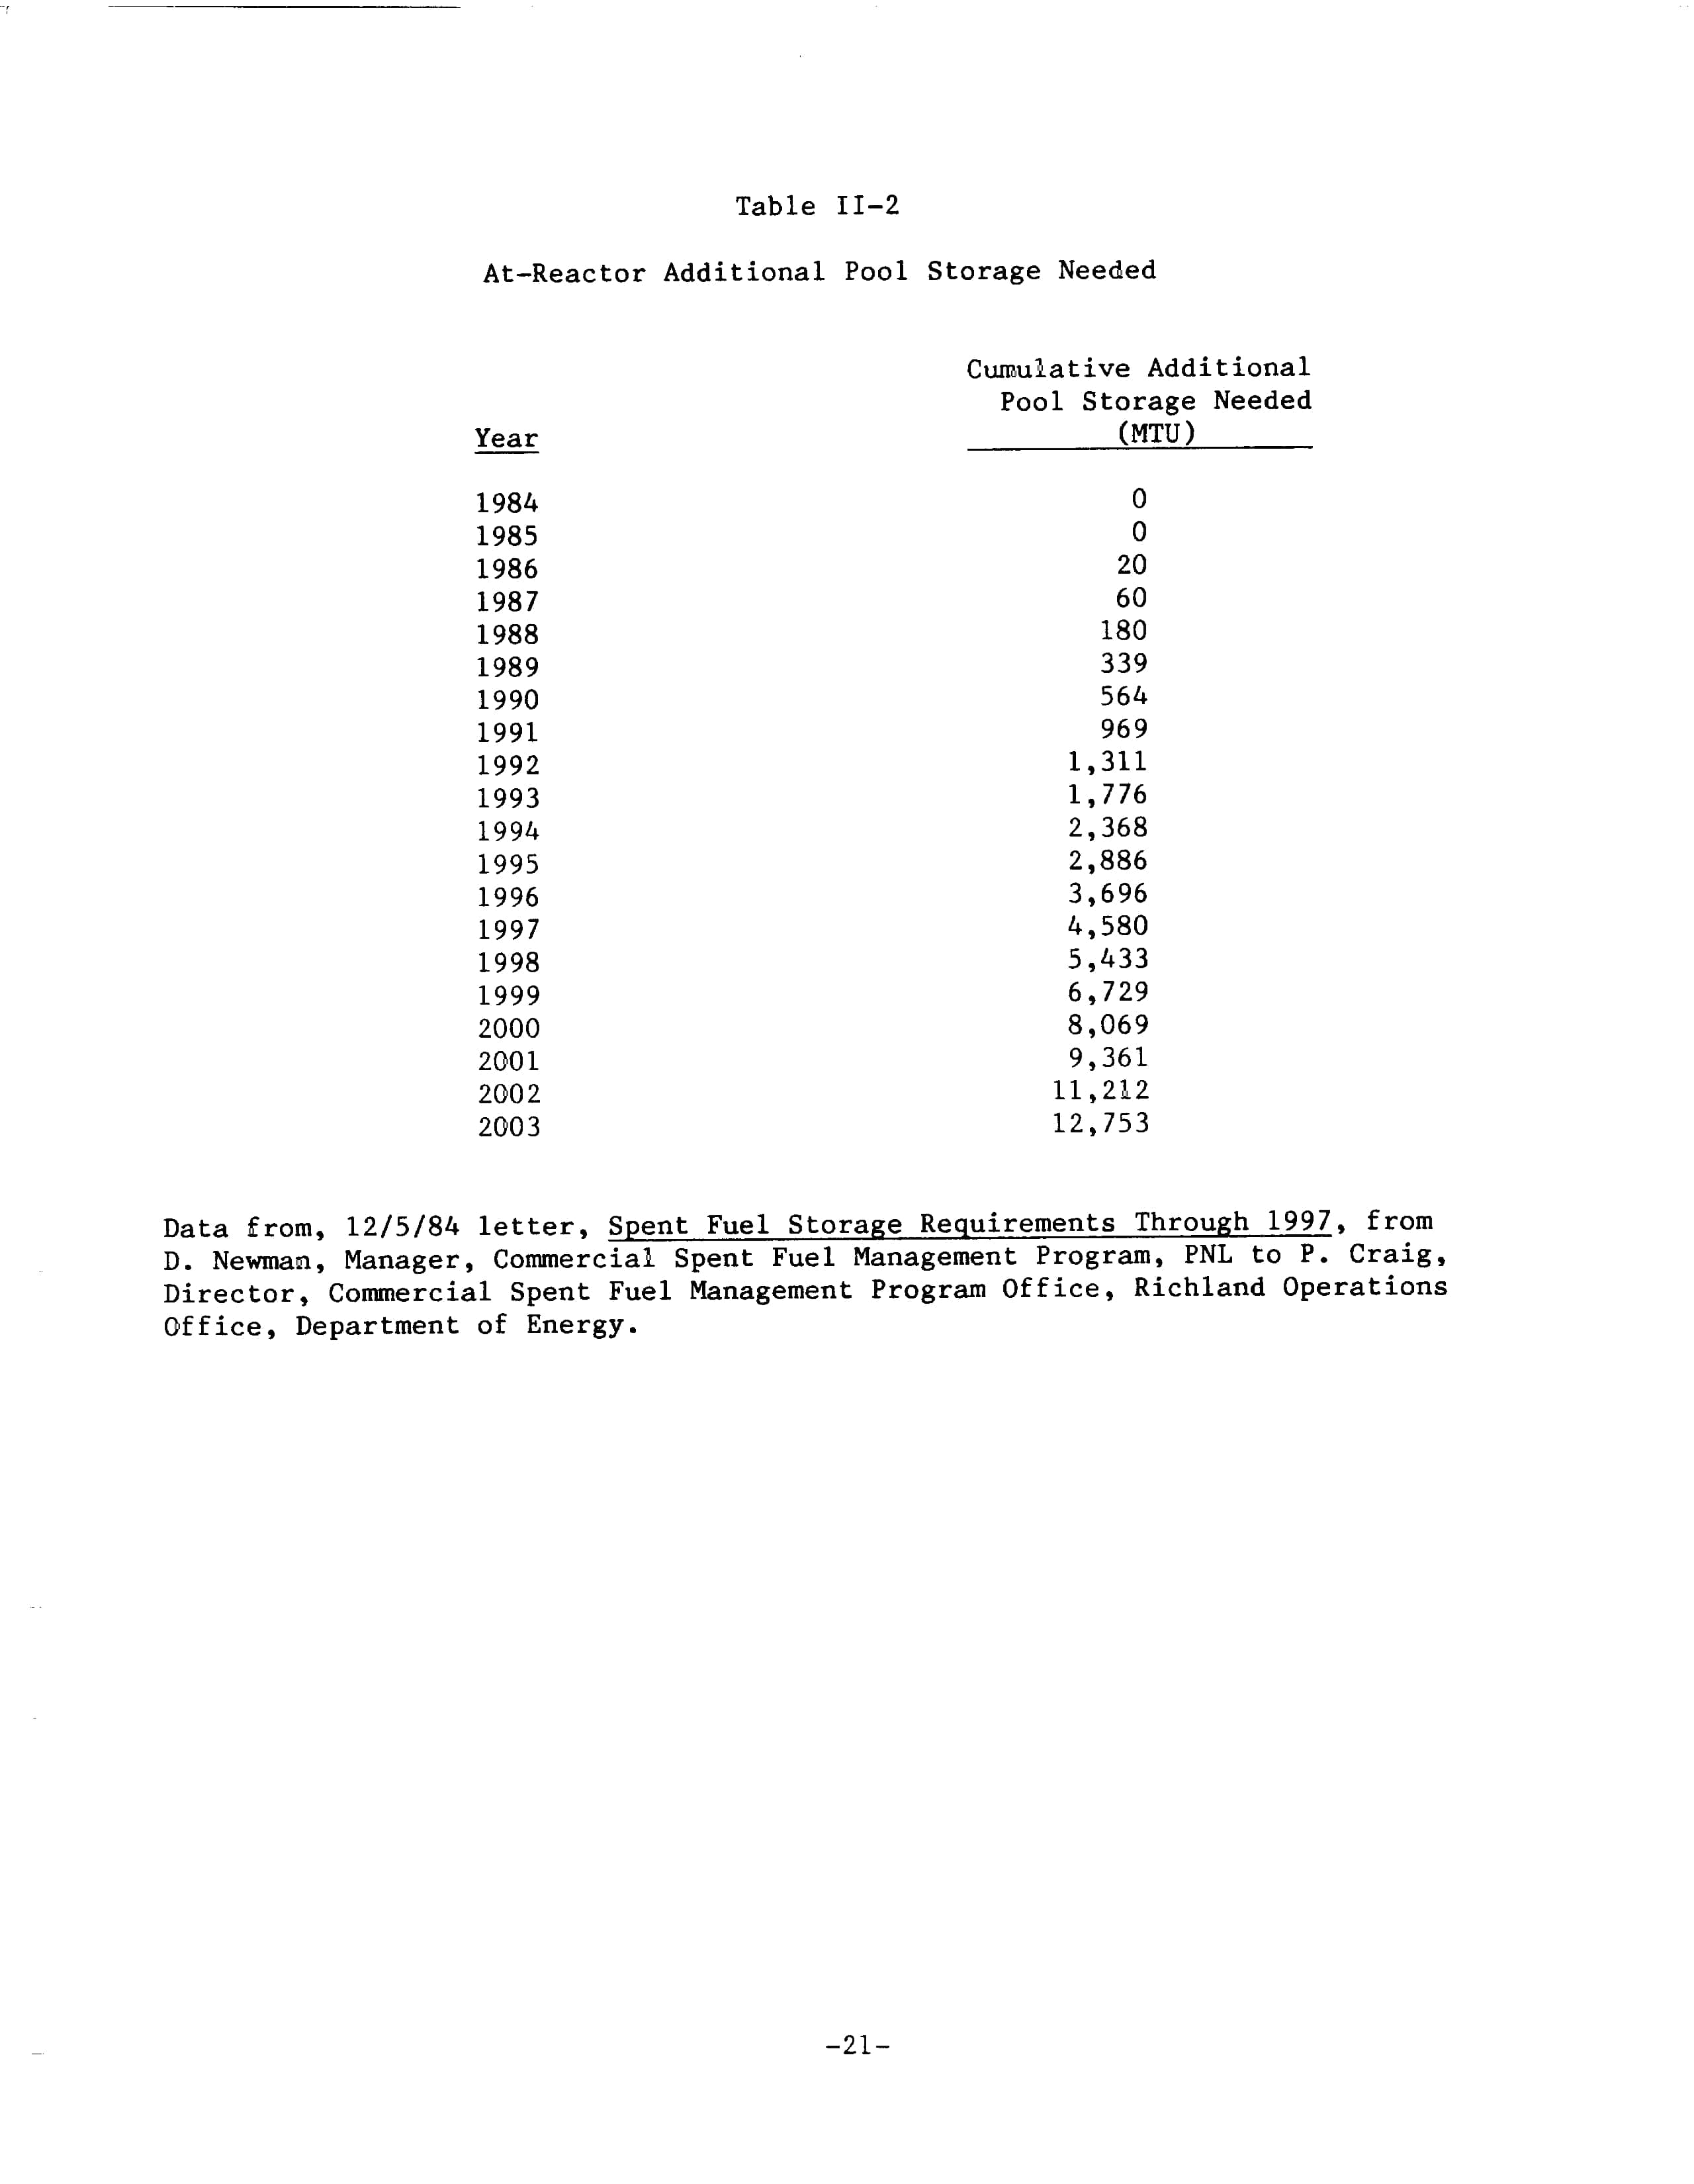 Table II-2
At-Reactor Additional Pool Storage Needed
Cumulative Additional
Pool Storage Needed
Year (MTU)
1984 0
1985 0
1986 20
1987 60
1988 180
1989 339
1990 564
1991 969
1992 1,311
1993 1,776
1994 2,368
1995 2,886
1996 3,696
1997 4,580
1998 5,433
1999 6,729
2000 8,069
2001 9,361
2002 11,212
2003 12,753
Data from, 12/5/84 letter, Spent Fuel Storage Requirements Through 1997, from
D. Newman, Manager, Commercial Spent Fuel Management Program, PNL to P. Craig,
Director, Commercial Spent Fuel Management Program Office, Richland Operations
Office, Department of Energy.
-21-